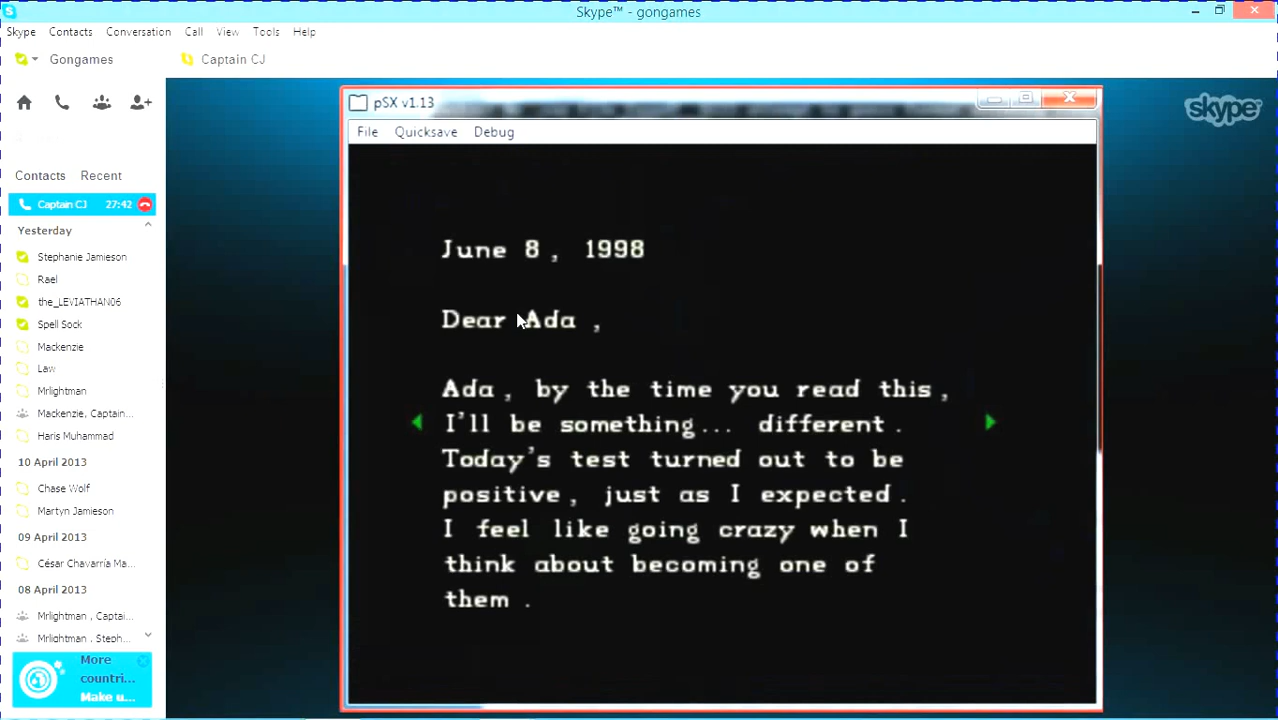 Skype™ - gongames
Skype Contacts Conversation Call View Tools Help
Gongames
Captain CJ
Contacts Recent
Captain CJ 27:42
Yesterday
Stephanie Jamieson
Rael
the_LEVIATHAN06
Spell Sock
Mackenzie
Law
Mrlightman
Mackenzie, Captain...
Haris Muhammad
10 April 2013
Chase Wolf
Martyn Jamieson
09 April 2013
César Chavarría Ma...
08 April 2013
Mrlightman , Captai...
Mrlightman , Steph...
More
countri...
Make u...
skype
pSX v1.13
File Quicksave Debug
June 8, 1998
Dear Ada ,
Ada, by the time you read this,
I'll be something... different.
Today's test turned out to be
positive, just as I expected.
I feel like going crazy when I
think about becoming one of
them .